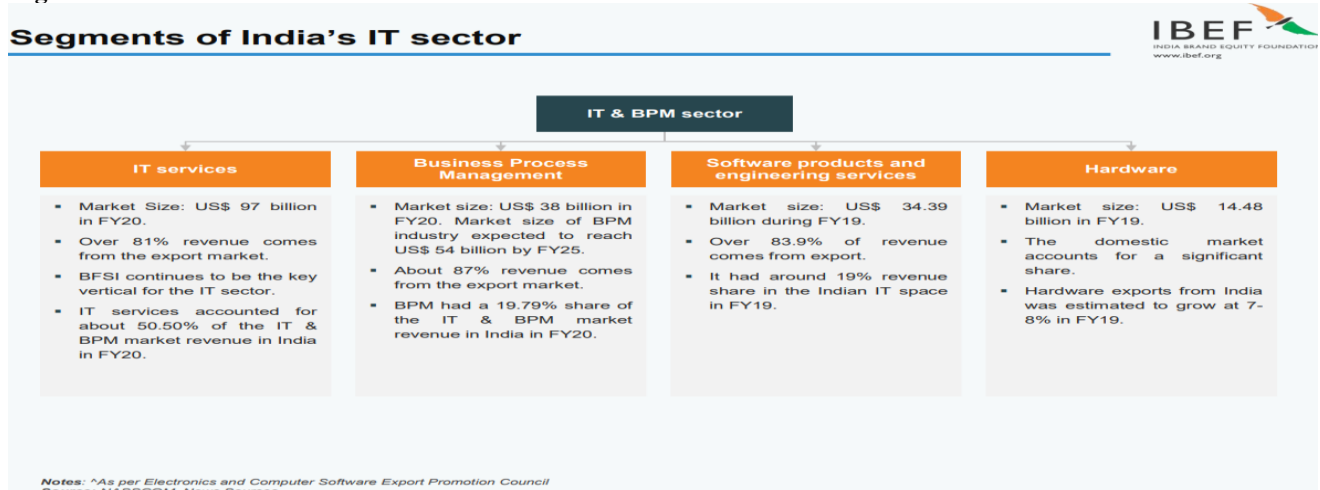 Segments of India's IT sector
IBEF
INDIA BRAND EQUITY FOUNDATION
www.ibef.org
IT & BPM sector
IT services
▪ Market Size: US$ 97 billion
in FY20.
▪ Over 81% revenue comes
from the export market.
▪ BFSI continues to be the key
vertical for the IT sector.
▪ IT services accounted for
about 50.50% of the IT &
BPM market revenue in India
in FY20.
Business Process
Management
▪ Market size: US$ 38 billion in
FY20. Market size of BPM
industry expected to reach
US$ 54 billion by FY25.
▪ About 87% revenue comes
from the export market.
▪ BPM had a 19.79% share of
the IT & BPM market
revenue in India in FY20.
Software products and
engineering services
▪ Market size: US$ 34.39
billion during FY19.
▪ Over 83.9% of revenue
comes from export.
▪ It had around 19% revenue
share in the Indian IT space
in FY19.
Hardware
▪ Market size: US$ 14.48
billion in FY19.
▪ The domestic market
accounts for a significant
share.
▪ Hardware exports from India
was estimated to grow at 7-
8% in FY19.
Notes: ^As per Electronics and Computer Software Export Promotion Council